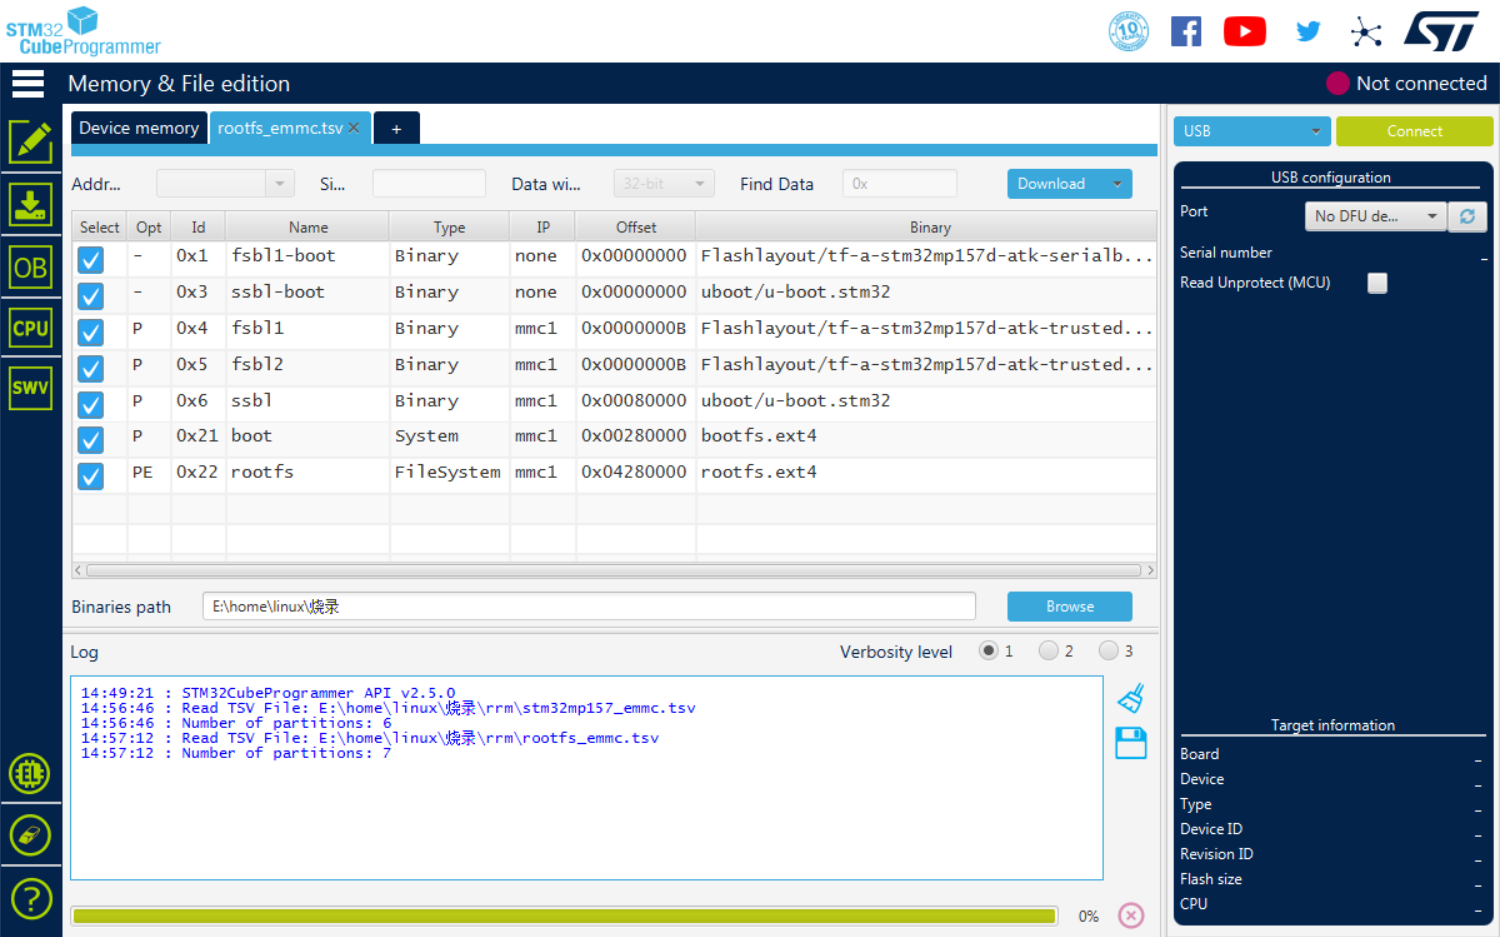 STM32
CubeProgrammer
10
Memory & File edition
Not connected
Device memory
rootfs_emmc.tsv
+
USB
Connect
Addr...
Si...
Data wi...
32-bit
Find Data
0x
Download
USB configuration
Port
No DFU de...
Serial number
-
Read Unprotect (MCU)
Select Opt Id Name Type IP Offset Binary
- 0x1 fsbl1-boot Binary none 0x00000000 Flashlayout/tf-a-stm32mp157d-atk-serialb...
- 0x3 ssbl-boot Binary none 0x00000000 uboot/u-boot.stm32
P 0x4 fsbl1 Binary mmc1 0x0000000B Flashlayout/tf-a-stm32mp157d-atk-trusted...
P 0x5 fsbl2 Binary mmc1 0x0000000B Flashlayout/tf-a-stm32mp157d-atk-trusted...
P 0x6 ssbl Binary mmc1 0x00080000 uboot/u-boot.stm32
P 0x21 boot System mmc1 0x00280000 bootfs.ext4
PE 0x22 rootfs FileSystem mmc1 0x04280000 rootfs.ext4
OB
CPU
SWV
Binaries path
E:\home\linux\烧录
Browse
Log
Verbosity level
1
2
3
14:49:21 : STM32CubeProgrammer API v2.5.0
14:56:46 : Read TSV File: E:\home\linux\烧录\rrm\stm32mp157_emmc.tsv
14:56:46 : Number of partitions: 6
14:57:12 : Read TSV File: E:\home\linux\烧录\rrm\rootfs_emmc.tsv
14:57:12 : Number of partitions: 7
0%
EL
?
Target information
Board -
Device -
Type -
Device ID -
Revision ID -
Flash size -
CPU -